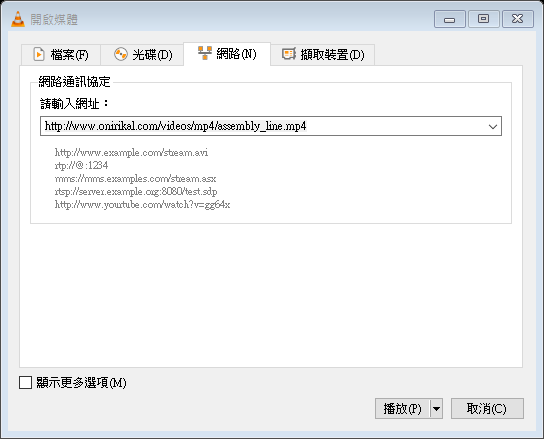 開啟媒體
檔案(F)
光碟(D)
網路(N)
擷取裝置(D)
網路通訊協定
請輸入網址：
http://www.onirikal.com/videos/mp4/assembly_line.mp4
http://www.example.com/stream.avi
rtp://@:1234
mms://mms.examples.com/stream.asx
rtsp://server.example.org:8080/test.sdp
http://www.yourtube.com/watch?v=gg64x
顯示更多選項(M)
播放(P)
取消(C)